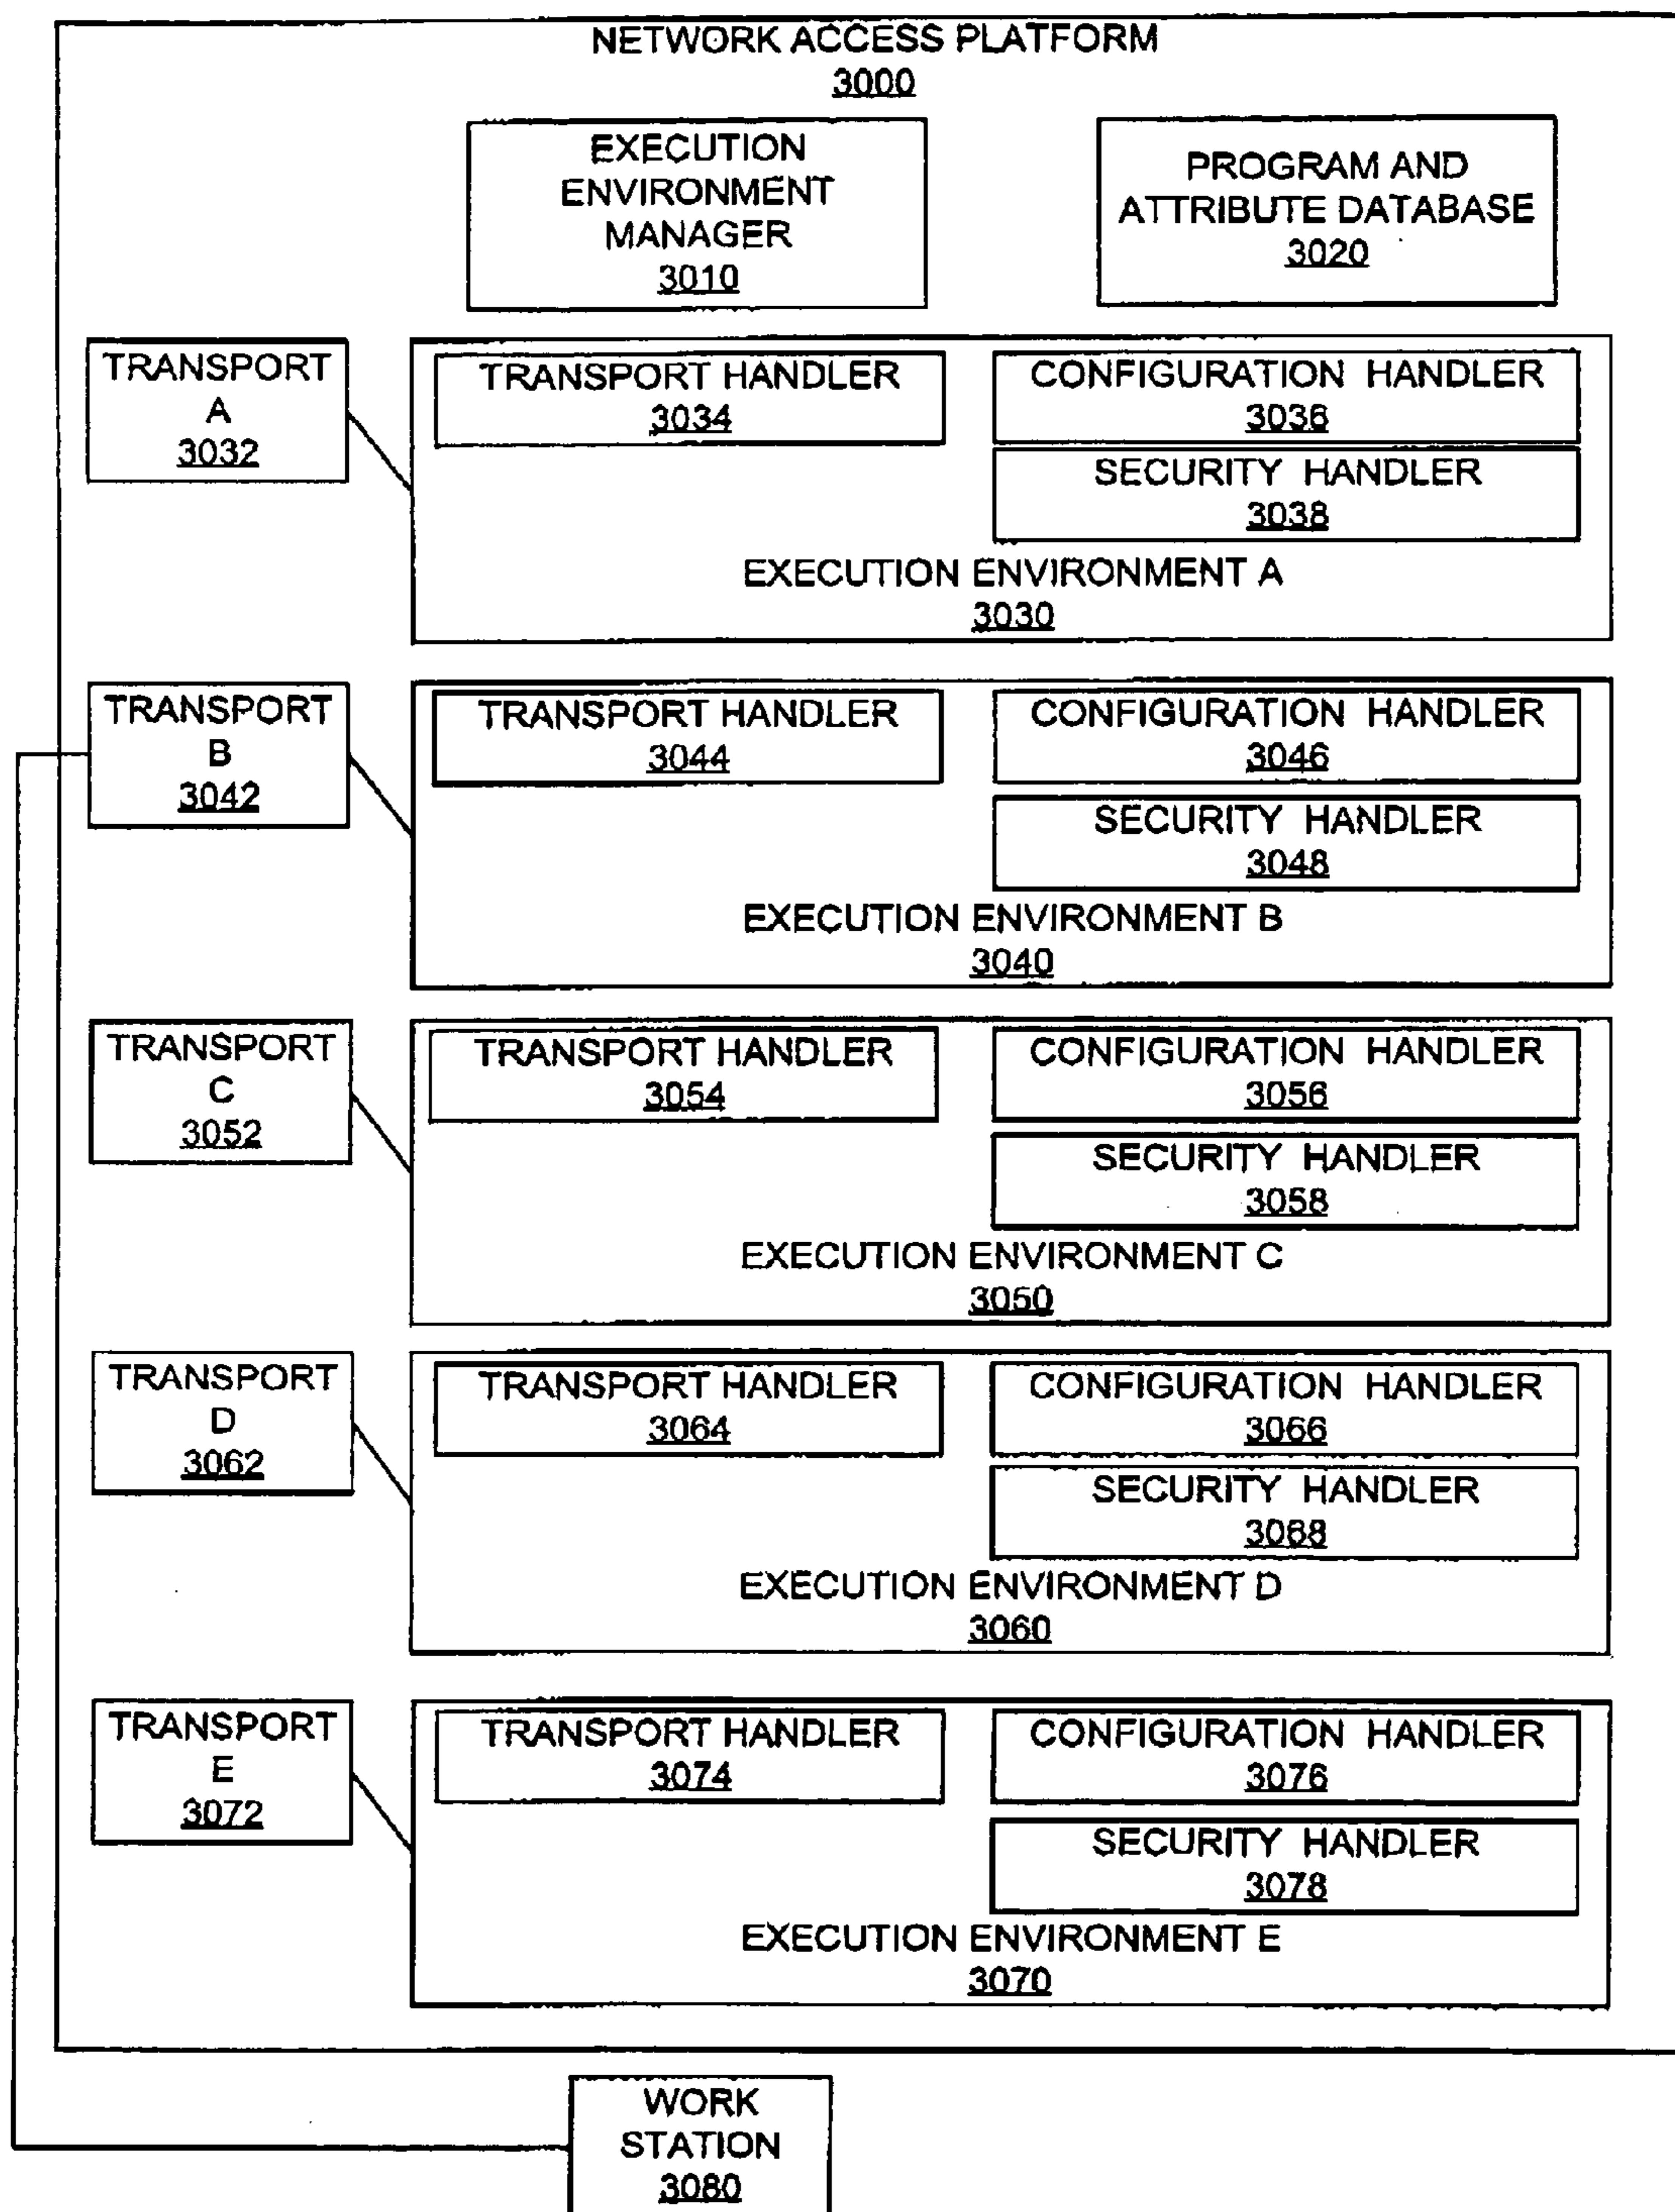 NETWORK ACCESS PLATFORM
3000
EXECUTION
ENVIRONMENT
MANAGER
3010
PROGRAM AND
ATTRIBUTE DATABASE
3020
TRANSPORT
A
3032
TRANSPORT HANDLER
3034
CONFIGURATION HANDLER
3036
SECURITY HANDLER
3038
EXECUTION ENVIRONMENT A
3030
TRANSPORT
B
3042
TRANSPORT HANDLER
3044
CONFIGURATION HANDLER
3046
SECURITY HANDLER
3048
EXECUTION ENVIRONMENT B
3040
TRANSPORT
C
3052
TRANSPORT HANDLER
3054
CONFIGURATION HANDLER
3056
SECURITY HANDLER
3058
EXECUTION ENVIRONMENT C
3050
TRANSPORT
D
3062
TRANSPORT HANDLER
3064
CONFIGURATION HANDLER
3066
SECURITY HANDLER
3068
EXECUTION ENVIRONMENT D
3060
TRANSPORT
E
3072
TRANSPORT HANDLER
3074
CONFIGURATION HANDLER
3076
SECURITY HANDLER
3078
EXECUTION ENVIRONMENT E
3070
WORK
STATION
3080